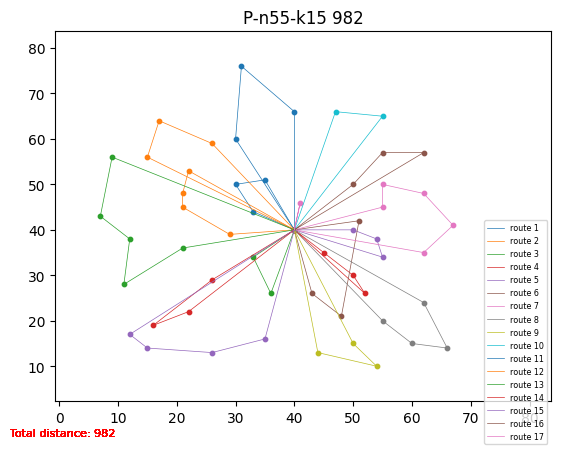 P-n55-k15 982
80
70
60
50
40
30
20
10
0 10 20 30 40 50 60 70 80
route 1
route 2
route 3
route 4
route 5
route 6
route 7
route 8
route 9
route 10
route 11
route 12
route 13
route 14
route 15
route 16
route 17
Total distance: 982